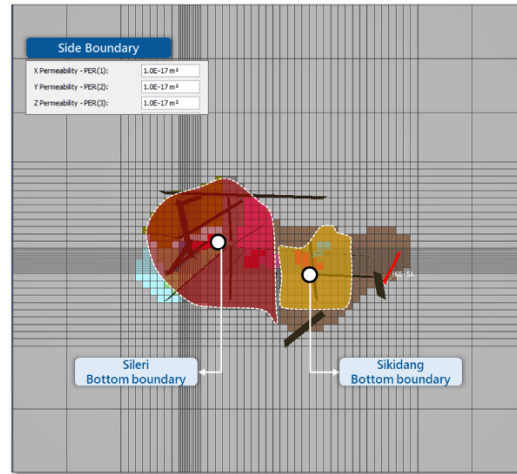 Side Boundary
X Permeability - PER(1): 1.0E-17 m²
Y Permeability - PER(2): 1.0E-17 m²
Z Permeability - PER(3): 1.0E-17 m²
Sileri
Bottom boundary
Sikidang
Bottom boundary